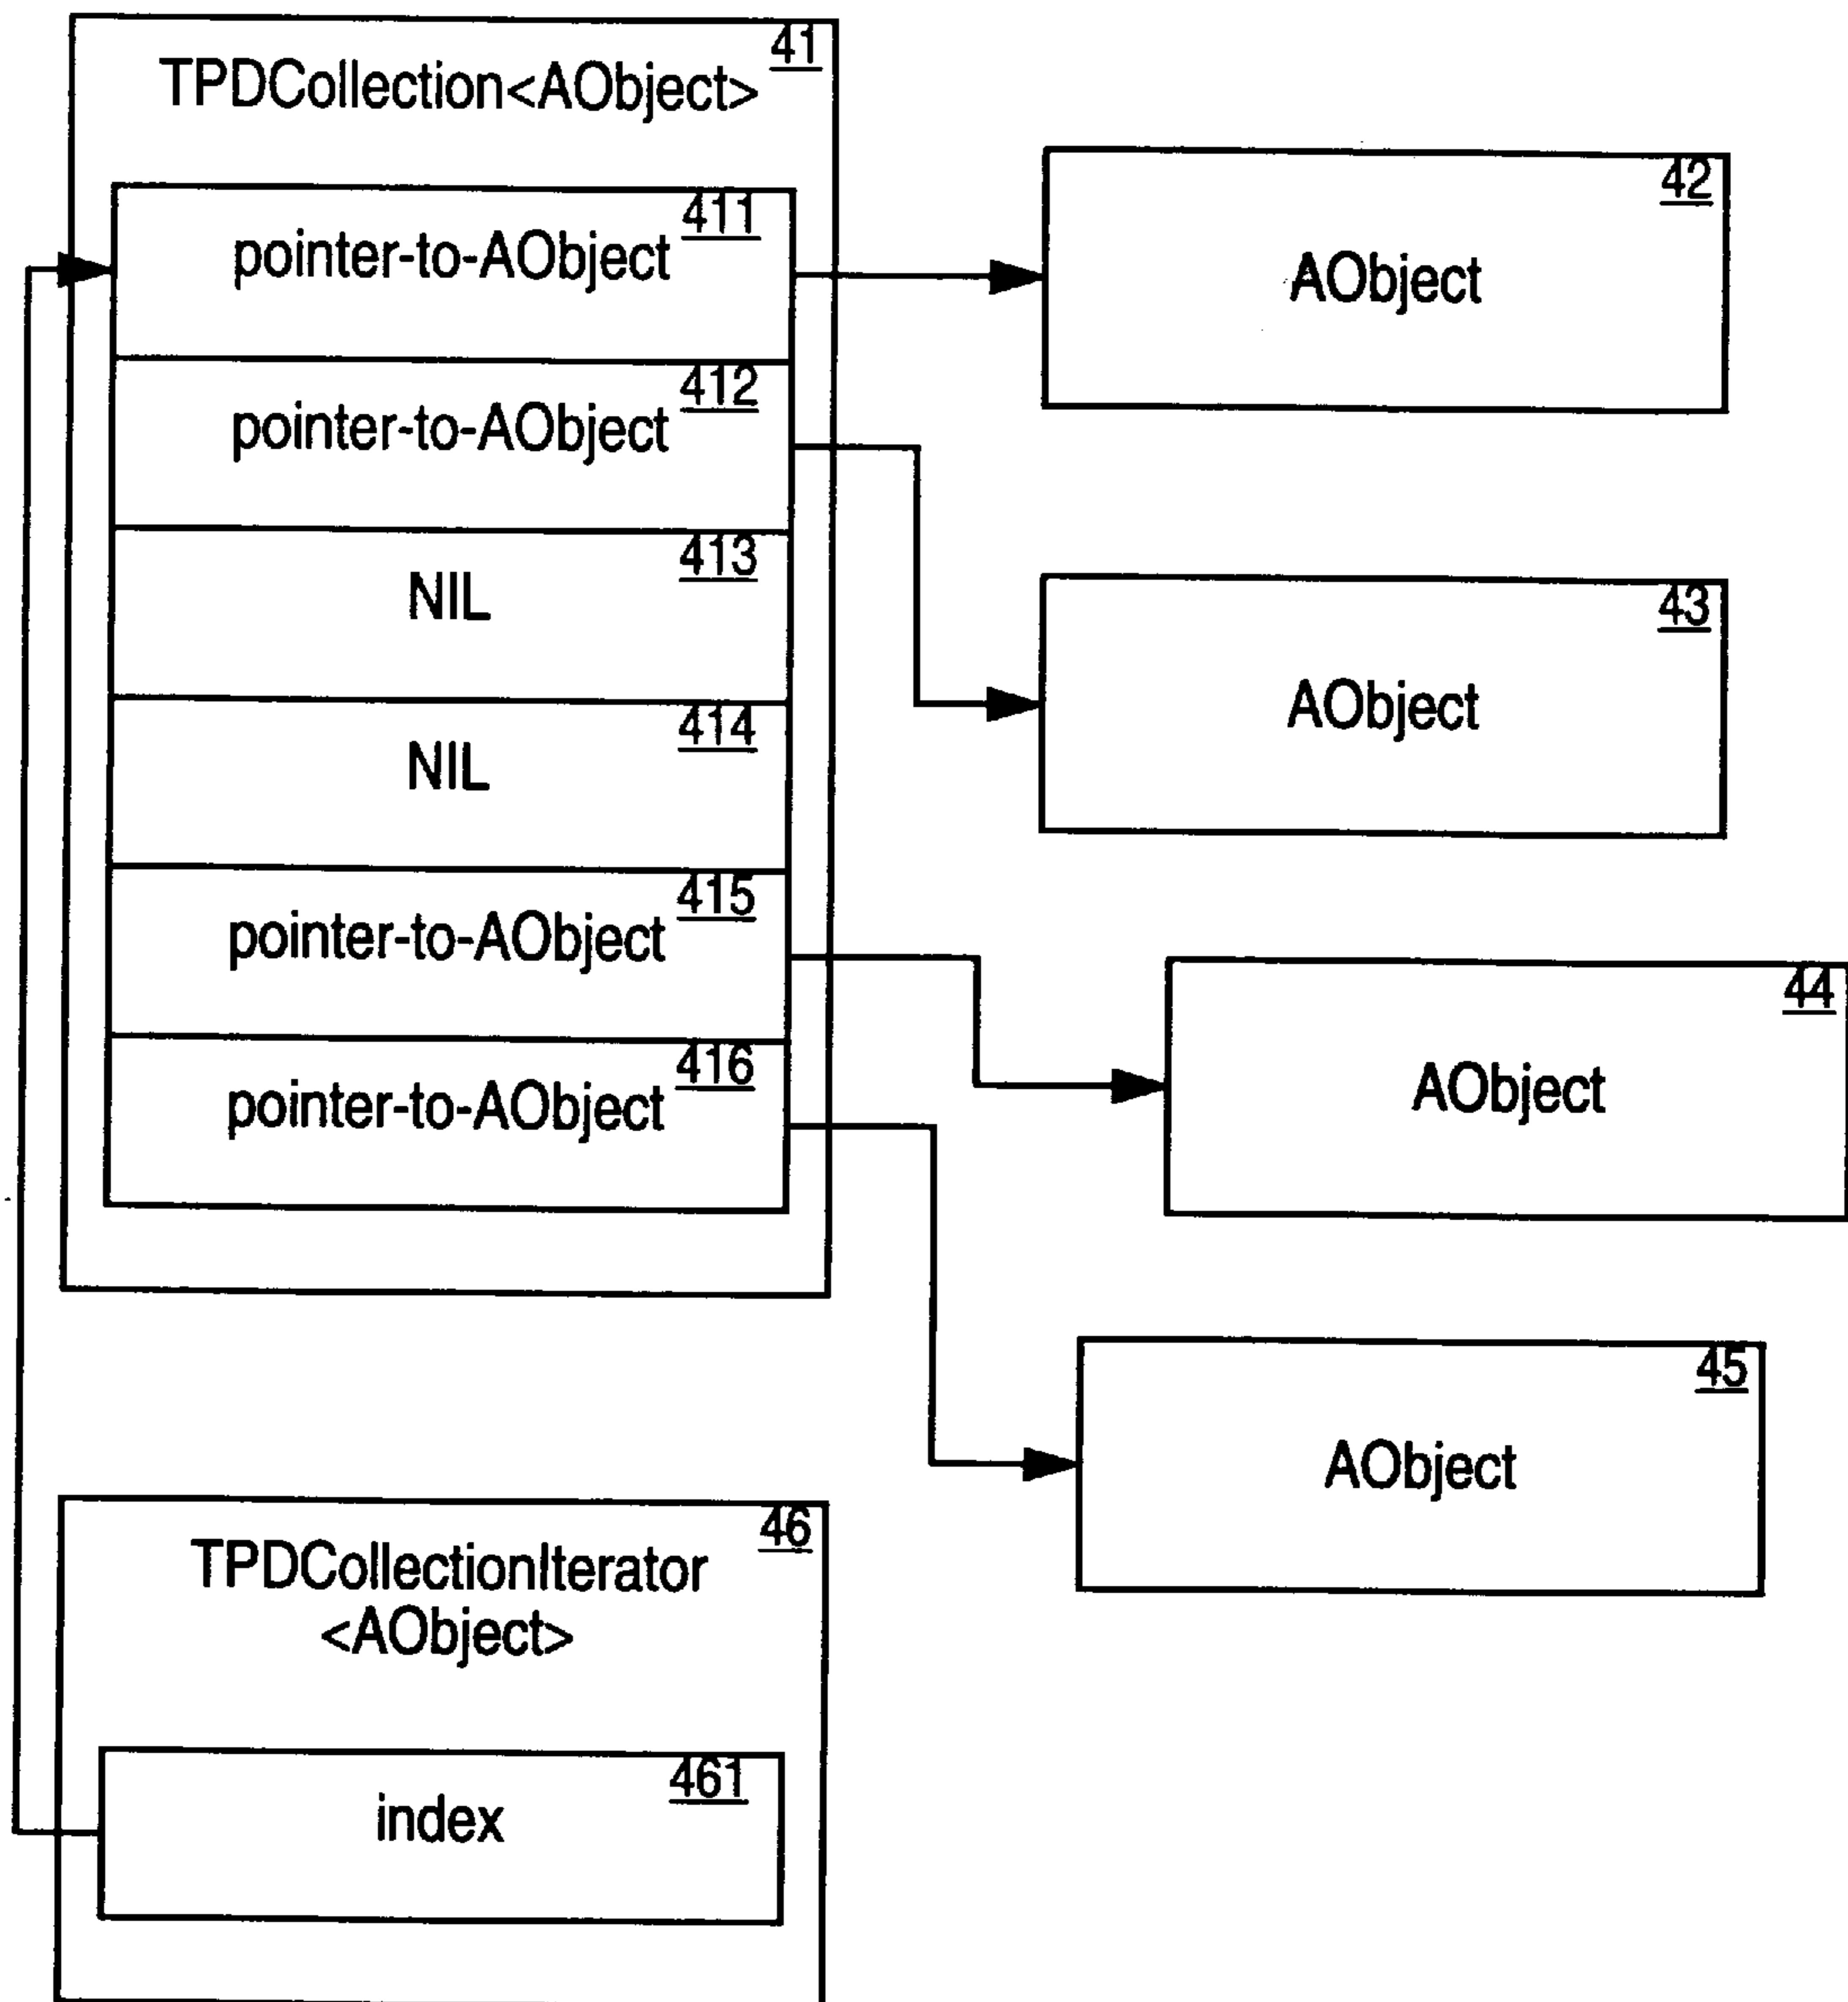 41
TPDCollection<AObject>
411
pointer-to-AObject
412
pointer-to-AObject
413
NIL
414
NIL
415
pointer-to-AObject
416
pointer-to-AObject
42
AObject
43
AObject
44
AObject
45
AObject
46
TPDCollectionIterator
<AObject>
461
index